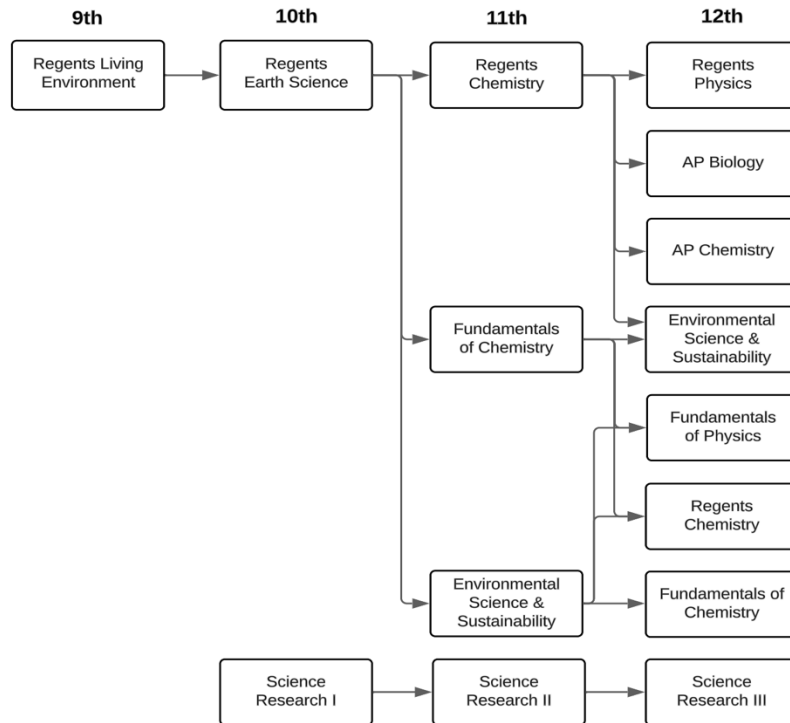 9th
10th
11th
12th
Regents Living
Environment
Regents
Earth Science
Regents
Chemistry
Regents
Physics
AP Biology
AP Chemistry
Fundamentals
of Chemistry
Environmental
Science &
Sustainability
Fundamentals
of Physics
Regents
Chemistry
Environmental
Science &
Sustainability
Fundamentals of
Chemistry
Science
Research I
Science
Research II
Science
Research III